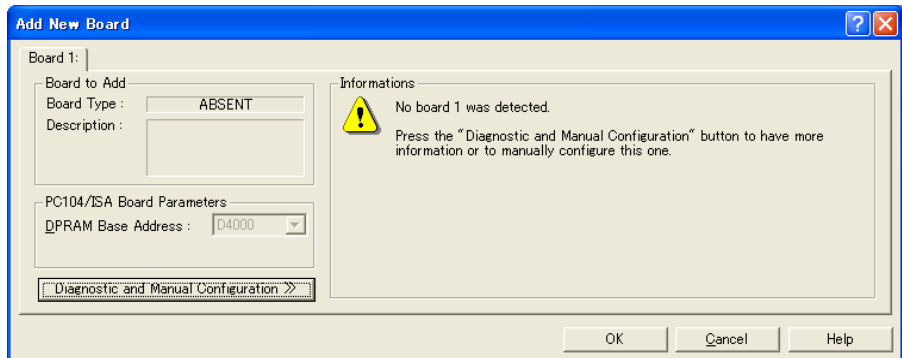 Add New Board
Board 1:
Board to Add
Board Type :
ABSENT
Description :
PC104/ISA Board Parameters
DPRAM Base Address :
D4000
Diagnostic and Manual Configuration >>
Informations
No board 1 was detected.
Press the "Diagnostic and Manual Configuration" button to have more
information or to manually configure this one.
OK
Cancel
Help